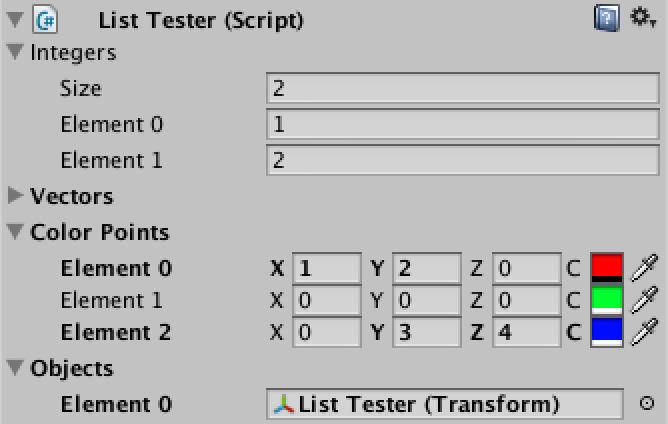 List Tester (Script)
Integers
Size 2
Element 0 1
Element 1 2
Vectors
Color Points
Element 0 X 1 Y 2 Z 0 C
Element 1 X 0 Y 0 Z 0 C
Element 2 X 0 Y 3 Z 4 C
Objects
Element 0 List Tester (Transform)